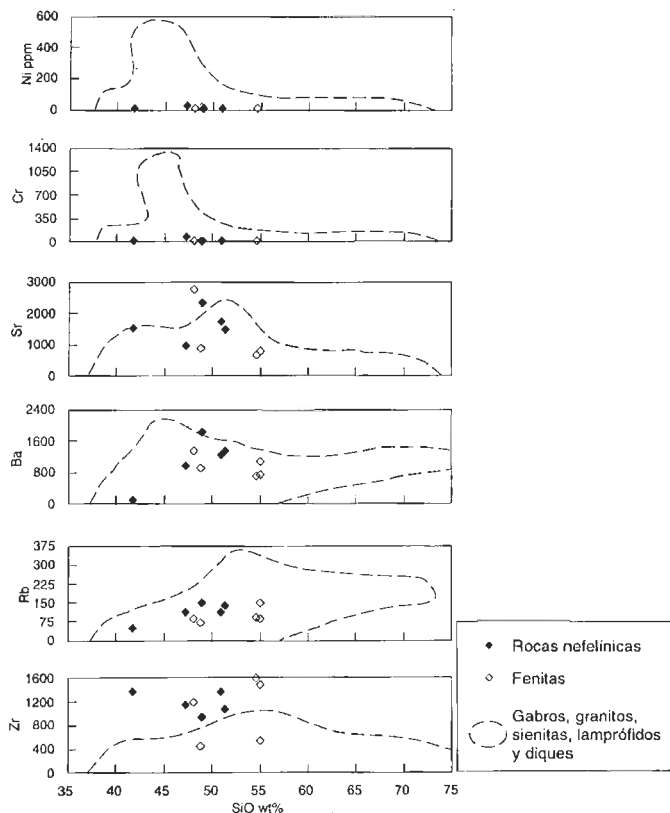 600
400
200
0
Ni ppm
1400
1050
700
350
0
Cr
3000
2000
1000
0
Sr
2400
1600
800
0
Ba
375
225
150
75
0
Rb
1600
1200
800
400
0
Zr
35 40 45 50 55 60 65 70 75
SiO wt%
Rocas nefelínicas
Fenitas
Gabros, granitos,
sienitas, lamprófidos
y diques